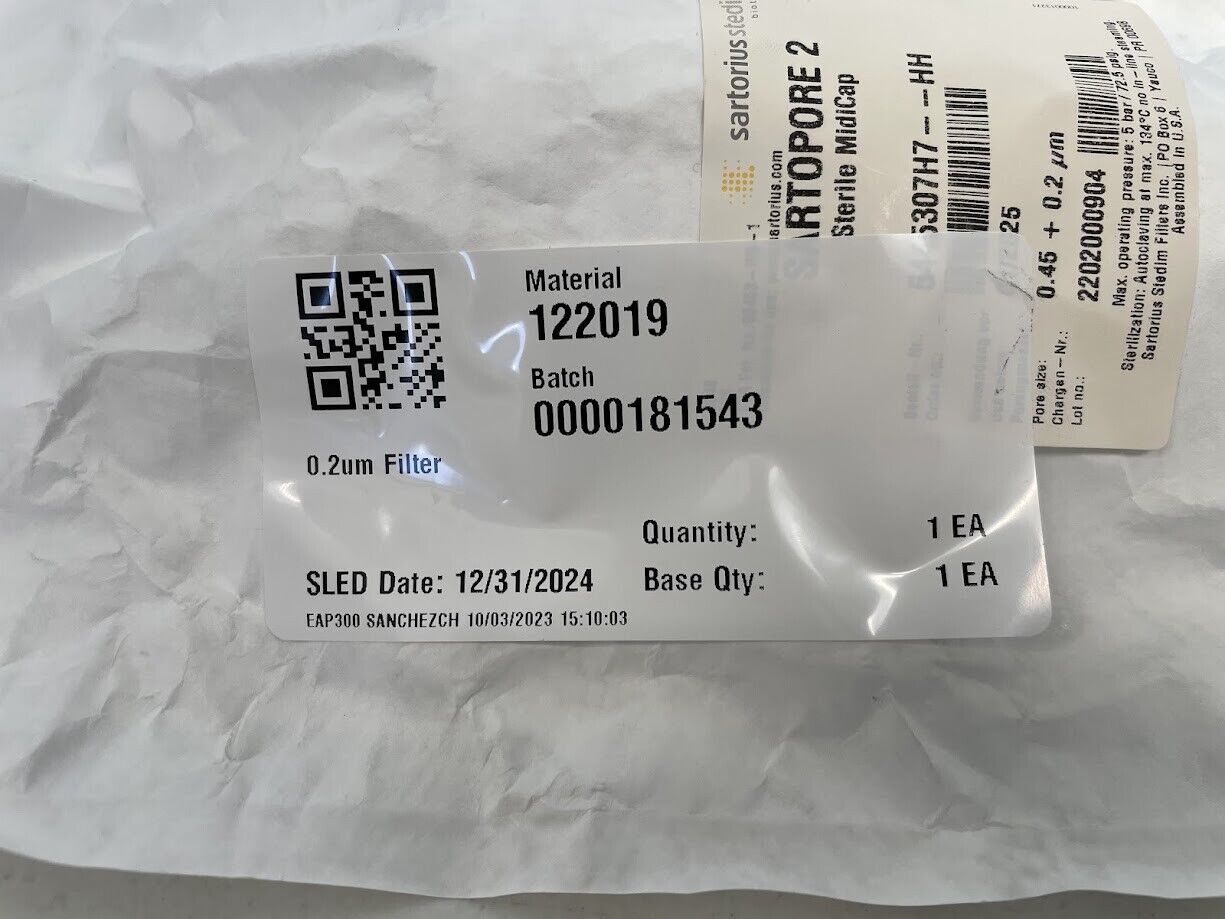 Material
122019
Batch
0000181543
0.2um Filter
Quantity: 1 EA
SLED Date: 12/31/2024 Base Qty: 1 EA
EAP300 SANCHEZCH 10/03/2023 15:10:03
sartorius stedi
SARTOPORE 2
Sterile MidiCap
5307H7--HH
Pore size: 0.45 + 0.2 µm
Chargen-Nr.:
Lot no.: 2202000904
Max. operating pressure: 5 bar / 72.5 psig
Sterilization: Autoclaving at max. 134°C no in-line steaming
Sartorius Stedim Filters Inc. | PO Box 6 | Yauco | PR 00698
Assembled in U.S.A.